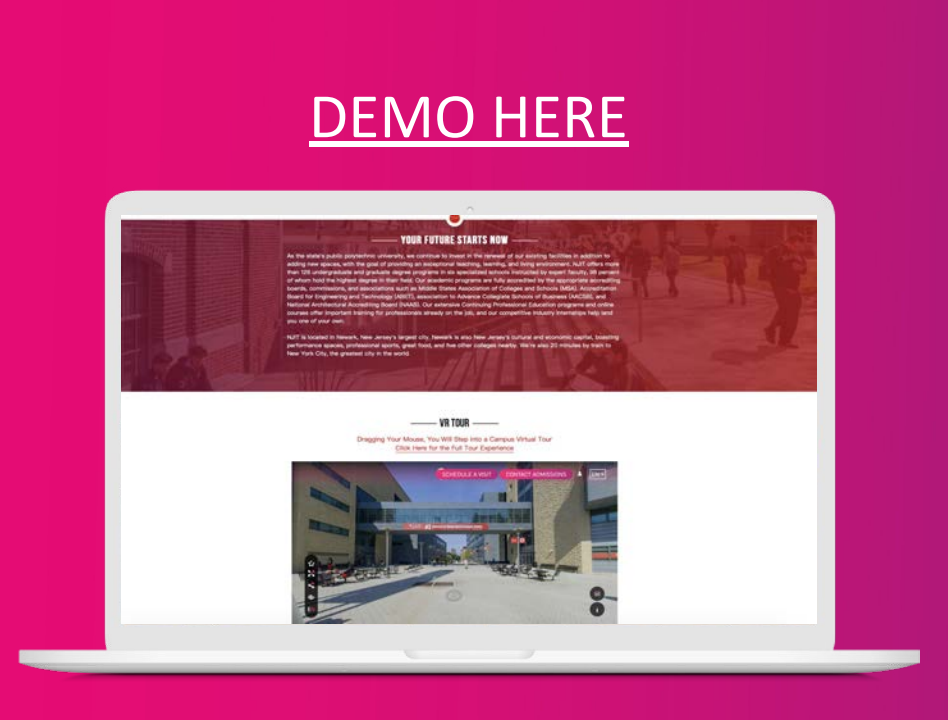 DEMO HERE
YOUR FUTURE STARTS NOW
As the state's public polytechnic university, we continue to invest in the renewal of our existing facilities in addition to
adding new spaces, with the goal of providing an exceptional teaching, learning, and living environment. NJIT offers more
than 125 undergraduate and graduate degree programs in six specialized schools instructed by expert faculty, 98 percent
of whom hold the highest degree in their field. Our academic programs are fully accredited by the appropriate accrediting
boards, commissions, and associations such as Middle States Association of Colleges and Schools (MSA), Accreditation
Board for Engineering and Technology (ABET), association to Advance Collegiate Schools of Business (AACSB), and
National Architectural Accrediting Board (NAAB). Our extensive Continuing Professional Education programs and online
courses offer important training for professionals already on the job, and our competitive industry internships help land
you one of your own.
NJIT is located in Newark, New Jersey's largest city. Newark is also New Jersey's cultural and economic capital, boasting
performance spaces, professional sports, great food, and five other colleges nearby. We're also 20 minutes by train to
New York City, the greatest city in the world.
VR TOUR
Dragging Your Mouse, You Will Step Into a Campus Virtual Tour
Click Here for the Full Tour Experience
SCHEDULE A VISIT CONTACT ADMISSIONS